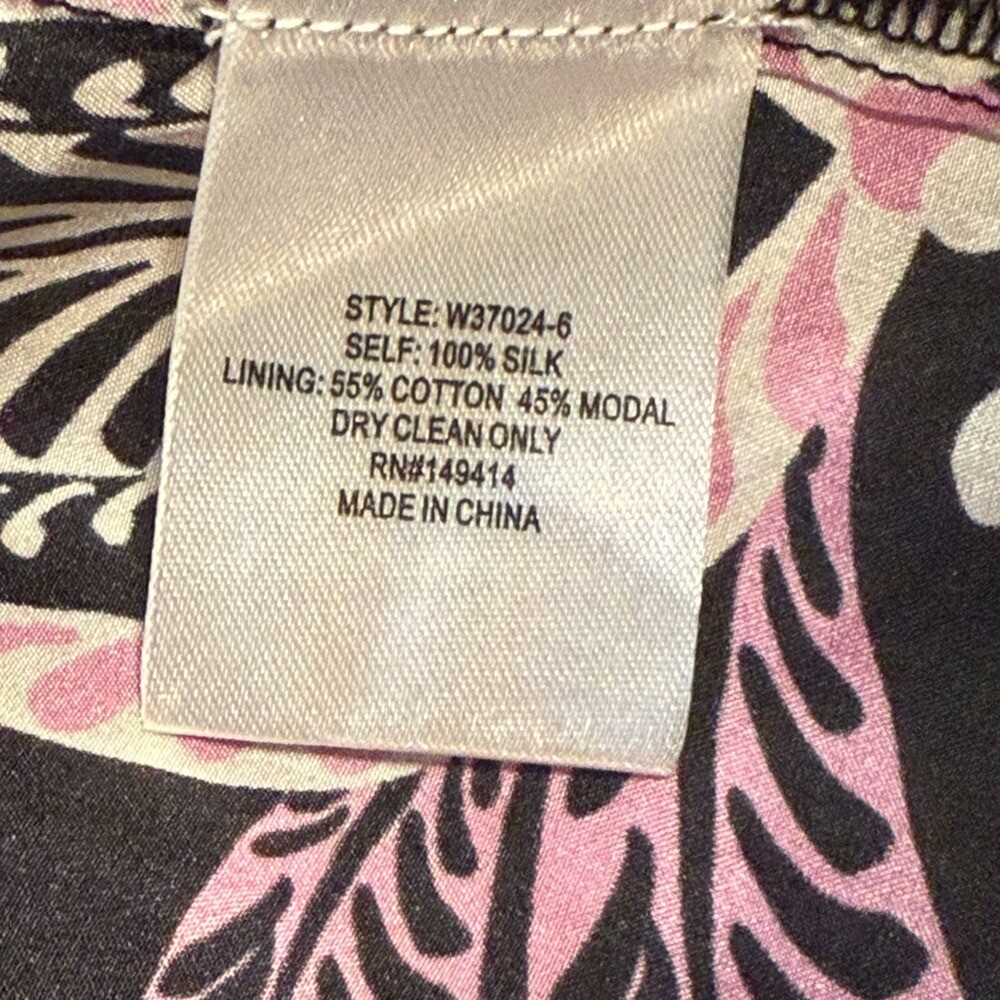 STYLE: W37024-6
SELF: 100% SILK
LINING: 55% COTTON 45% MODAL
DRY CLEAN ONLY
RN#149414
MADE IN CHINA